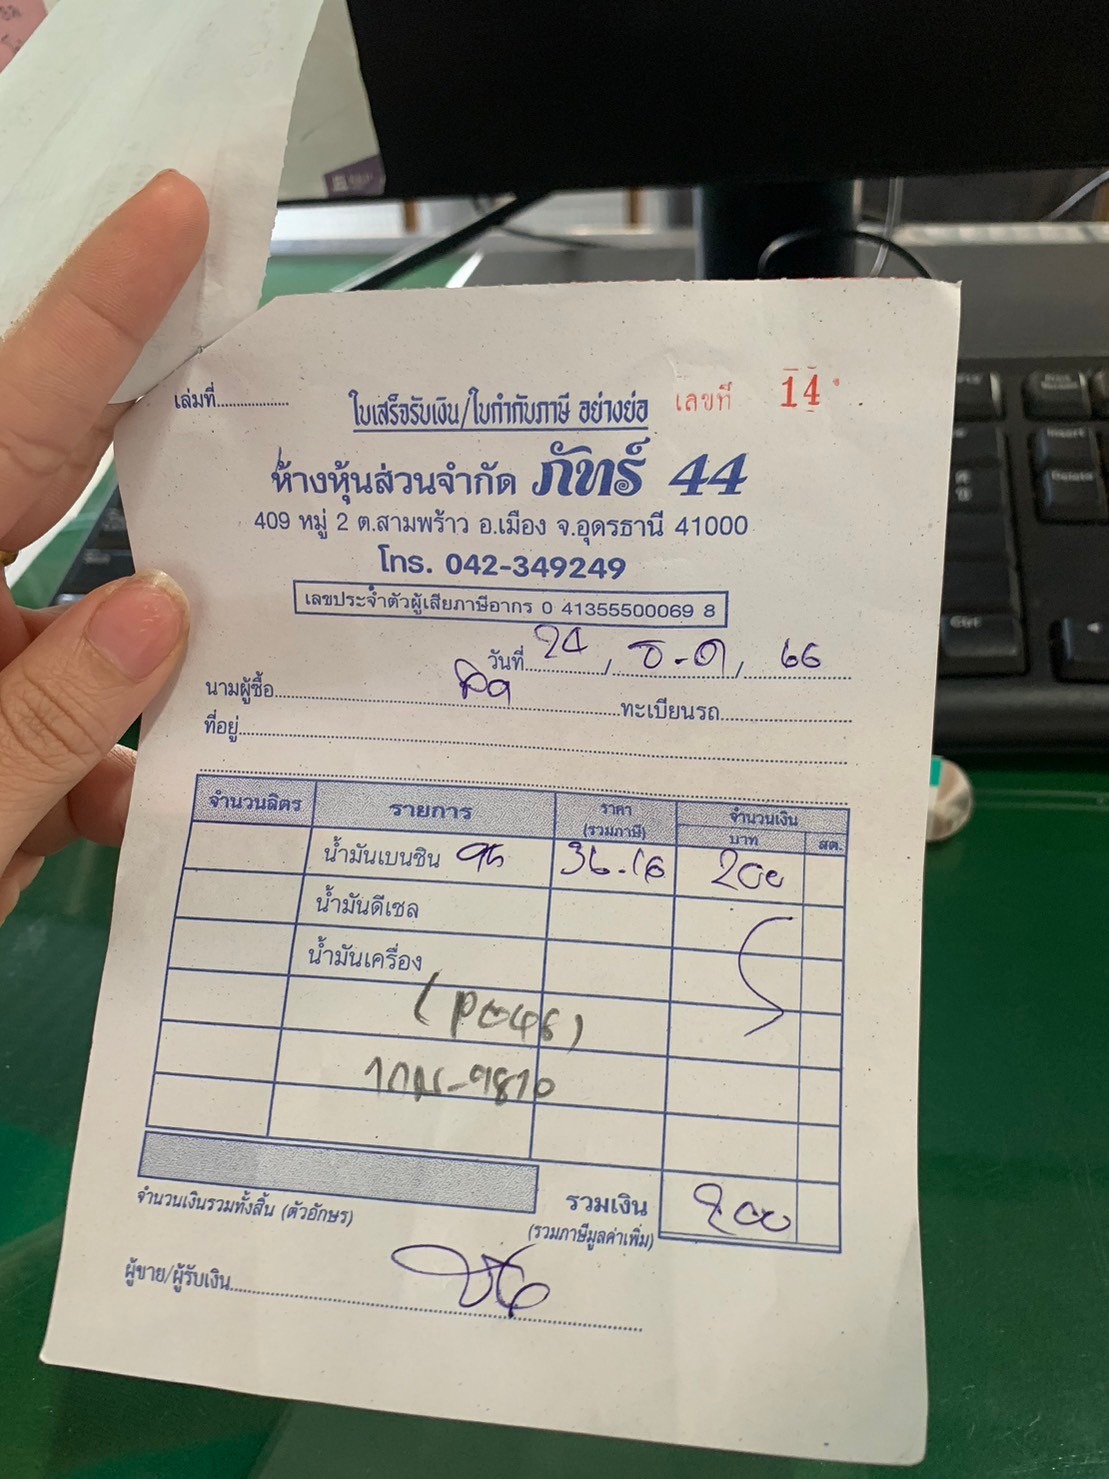 เล่มที่.................. ใบเสร็จรับเงิน/ใบกำกับภาษี อย่างย่อ เลขที่ 14
ห้างหุ้นส่วนจำกัด ภัทร์ 44
409 หมู่ 2 ต.สามพร้าว อ.เมือง จ.อุดรธานี 41000
โทร. 042-349249
เลขประจำตัวผู้เสียภาษีอากร 0 41355500069 8
วันที่ 24 / ธ.ค / 66
นามผู้ซื้อ ทะเบียนรถ
ที่อยู่
จำนวนลิตร รายการ ราคา (รวมภาษี) จำนวนเงิน
บาท สต.
น้ำมันเบนซิน 95 36.16 200
น้ำมันดีเซล
น้ำมันเครื่อง
1กผ-9810
รวมเงิน 200
จำนวนเงินรวมทั้งสิ้น (ตัวอักษร) (รวมภาษีมูลค่าเพิ่ม)
ผู้ขาย/ผู้รับเงิน